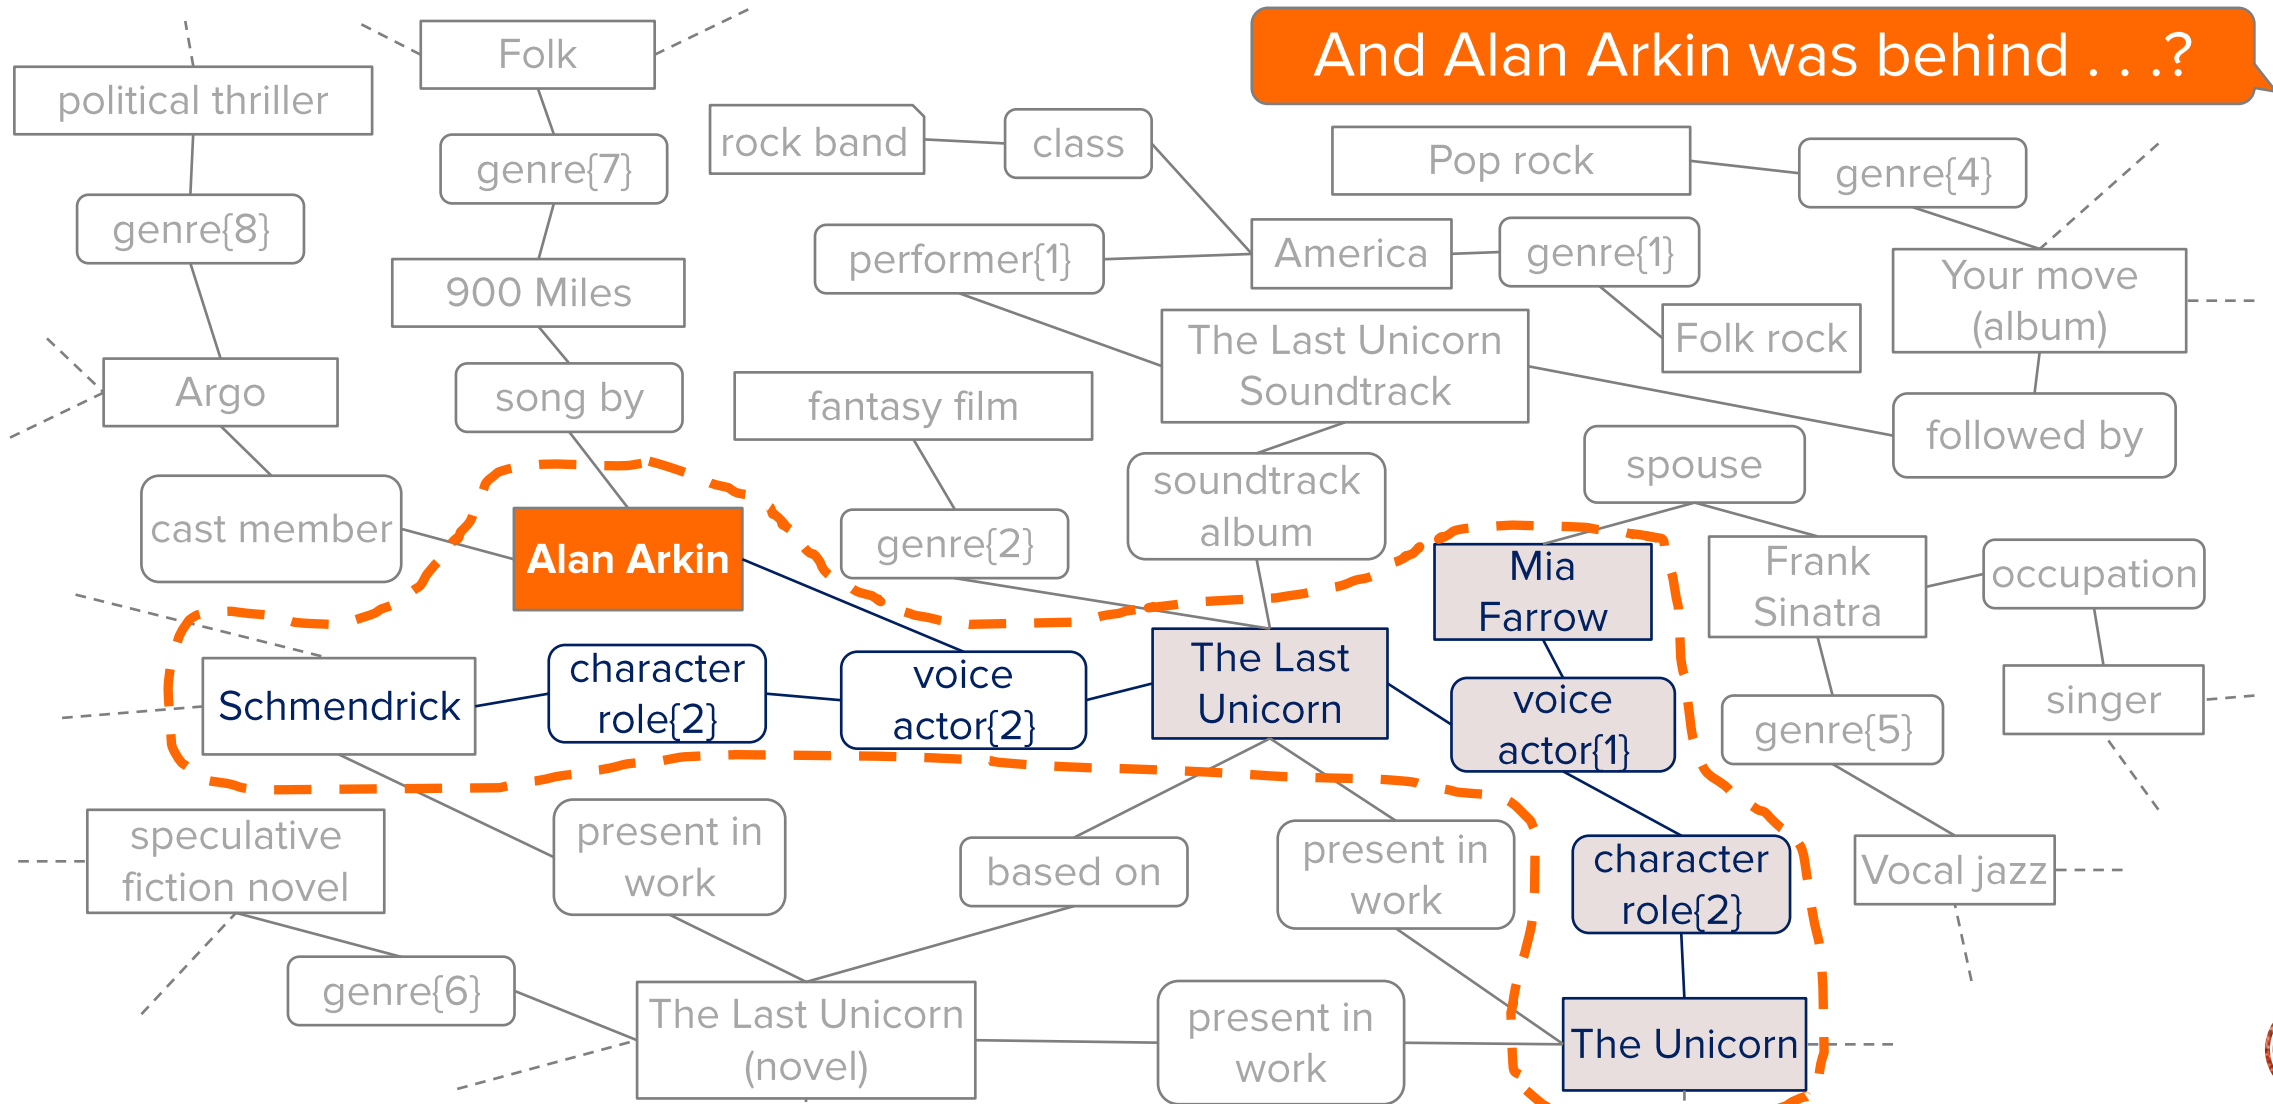 And Alan Arkin was behind . . .?
Folk
political thriller
rock band
class
Pop rock
genre{7}
genre{4}
genre{8}
performer{1}
America
genre{1}
900 Miles
Your move
(album)
The Last Unicorn
Soundtrack
Folk rock
Argo
song by
fantasy film
followed by
spouse
soundtrack
album
cast member
Alan Arkin
genre{2}
Mia
Farrow
Frank
Sinatra
occupation
Schmendrick
character
role{2}
voice
actor{2}
The Last
Unicorn
voice
actor{1}
genre{5}
singer
speculative
fiction novel
present in
work
based on
present in
work
character
role{2}
Vocal jazz
genre{6}
The Last Unicorn
(novel)
present in
work
The Unicorn